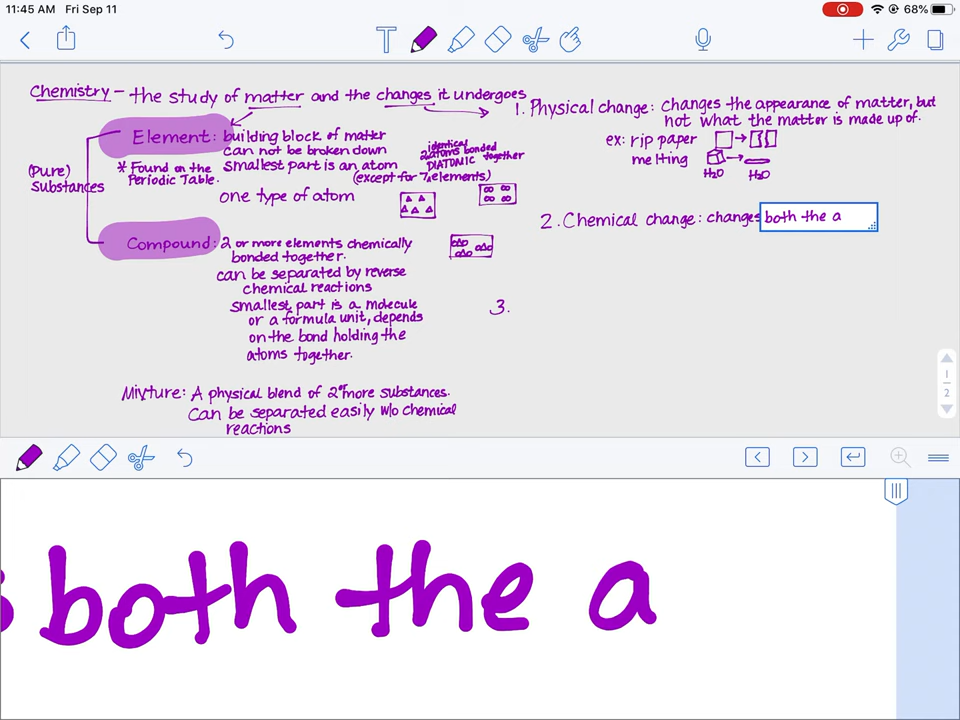 11:45 AM Fri Sep 11
68%
Chemistry - the study of matter and the changes it undergoes
Element: building block of matter
can not be broken down
smallest part is an atom
(except for 7 elements)
identical
2 atoms bonded
DIATONIC together
* Found on the
Periodic Table.
one type of atom
(Pure)
Substances
Compound: 2 or more elements chemically
bonded together.
can be separated by reverse
chemical reactions
smallest part is a molecule
or a formula unit, depends
on the bond holding the
atoms together.
Mixture: A physical blend of 2 or more substances.
Can be separated easily w/o chemical
reactions
1. Physical change: changes the appearance of matter, but
not what the matter is made up of.
ex: rip paper
melting
H2O H2O
2. Chemical change: changes both the a
3.
1
2
both the a